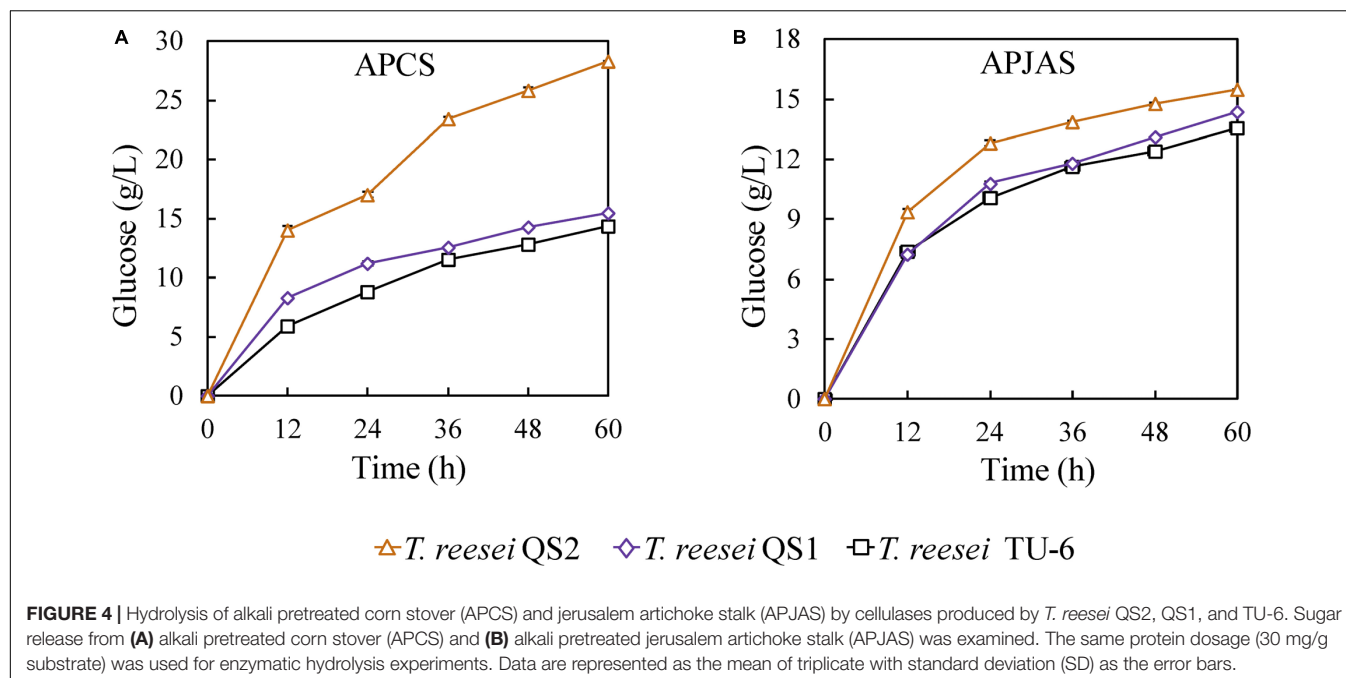 A
APCS
30
25
20
15
10
5
0
Glucose (g/L)
0 12 24 36 48 60
Time (h)
B
APJAS
18
15
12
9
6
3
0
Glucose (g/L)
0 12 24 36 48 60
Time (h)
T. reesei QS2 T. reesei QS1 T. reesei TU-6
FIGURE 4 | Hydrolysis of alkali pretreated corn stover (APCS) and jerusalem artichoke stalk (APJAS) by cellulases produced by T. reesei QS2, QS1, and TU-6. Sugar
release from (A) alkali pretreated corn stover (APCS) and (B) alkali pretreated jerusalem artichoke stalk (APJAS) was examined. The same protein dosage (30 mg/g
substrate) was used for enzymatic hydrolysis experiments. Data are represented as the mean of triplicate with standard deviation (SD) as the error bars.